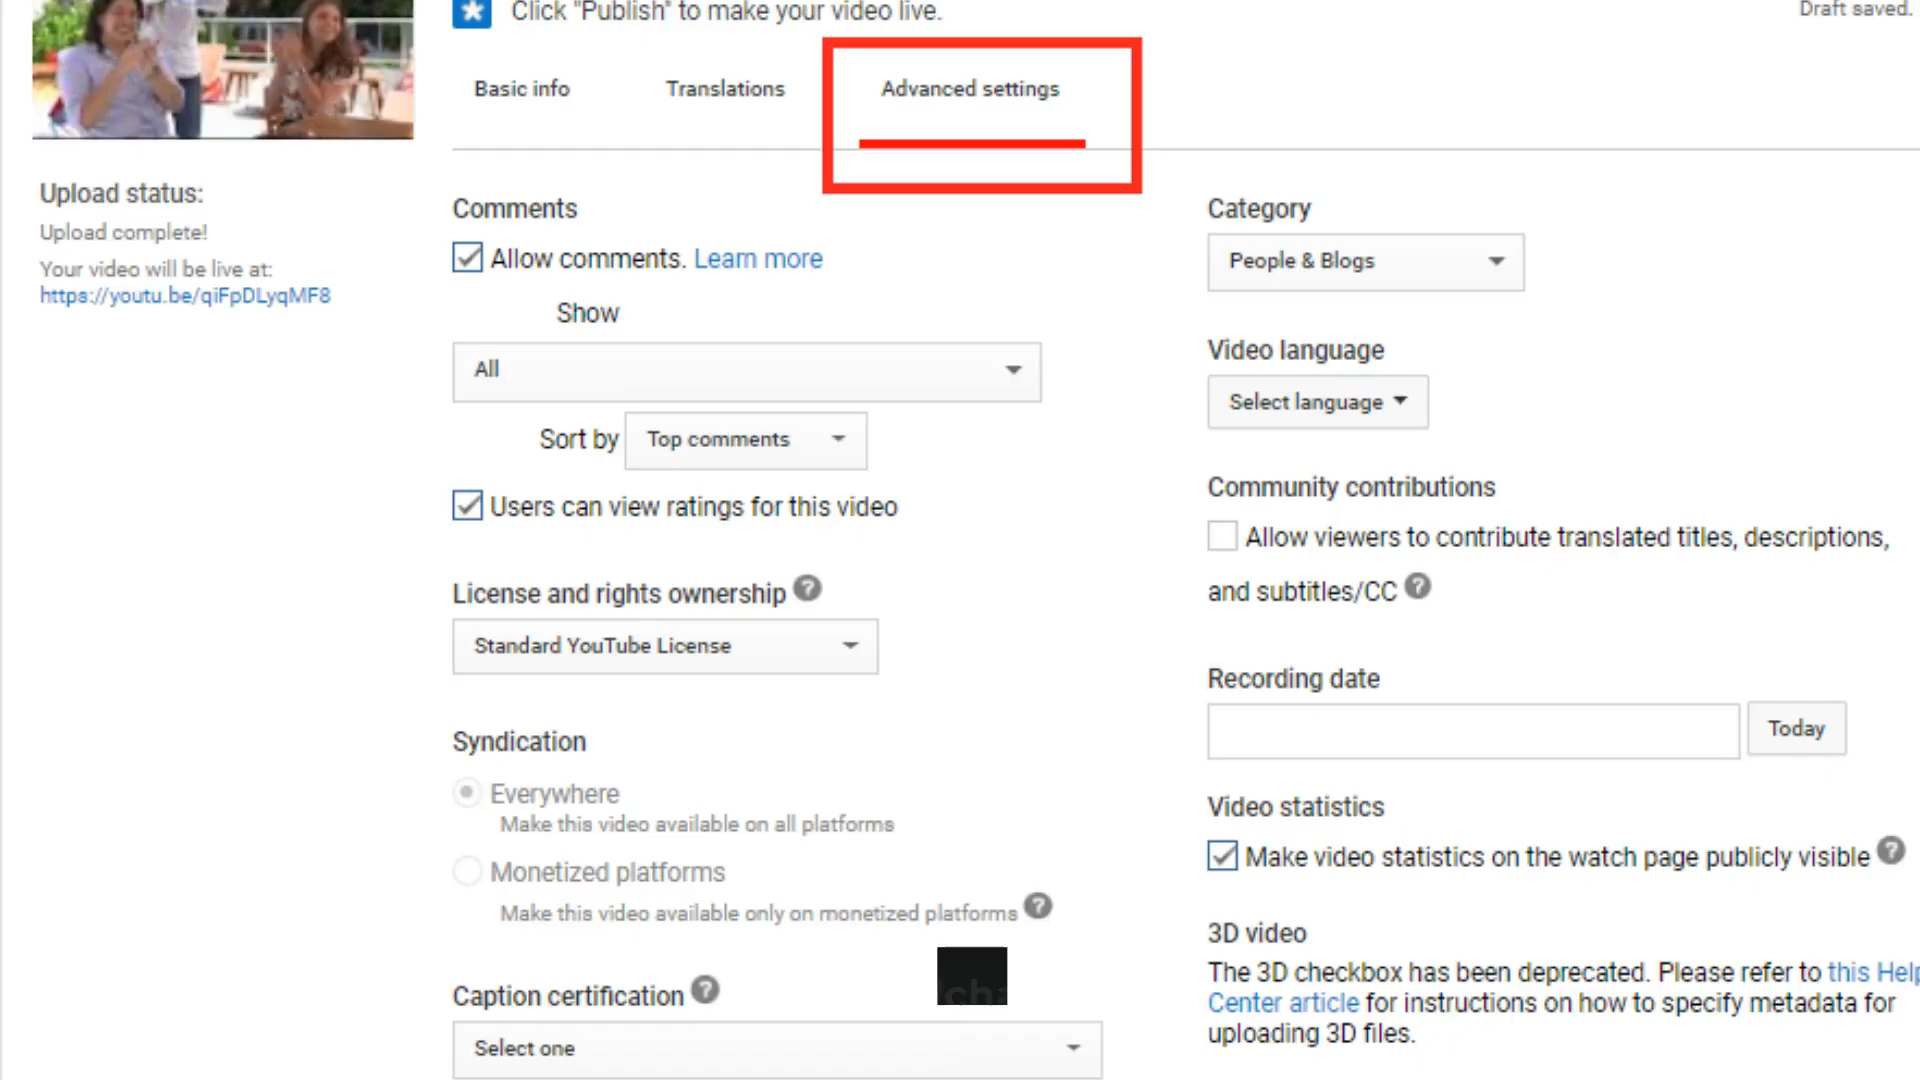 Click "Publish" to make your video live.
Draft saved.
Basic info
Translations
Advanced settings
Upload status:
Upload complete!
Your video will be live at:
https://youtu.be/qiFpDLyqMF8
Comments
Allow comments. Learn more
Show
All
Sort by Top comments
Users can view ratings for this video
License and rights ownership ?
Standard YouTube License
Syndication
Everywhere
Make this video available on all platforms
Monetized platforms
Make this video available only on monetized platforms ?
Caption certification ?
Select one
Category
People & Blogs
Video language
Select language
Community contributions
Allow viewers to contribute translated titles, descriptions,
and subtitles/CC ?
Recording date
Today
Video statistics
Make video statistics on the watch page publicly visible ?
3D video
The 3D checkbox has been deprecated. Please refer to this Help
Center article for instructions on how to specify metadata for
uploading 3D files.